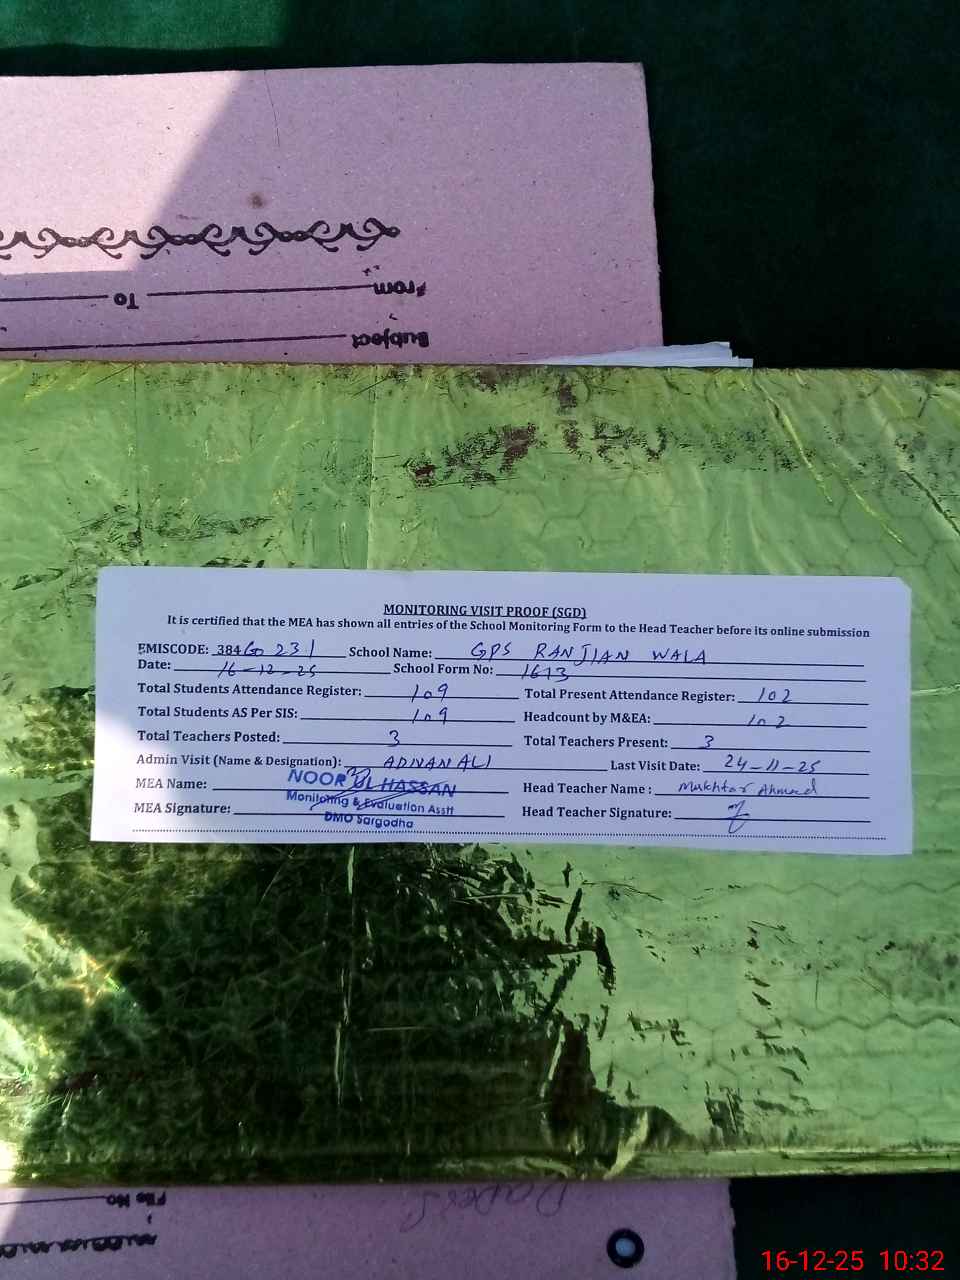 From
To
Subject
MONITORING VISIT PROOF (SGD)
It is certified that the MEA has shown all entries of the School Monitoring Form to the Head Teacher before its online submission
EMISCODE: 384 60 231 School Name: GPS RANJIAN WALA
Date: 16-12-25 School Form No: 1613
Total Students Attendance Register: 109 Total Present Attendance Register: 102
Total Students AS Per SIS: 109 Headcount by M&EA: 102
Total Teachers Posted: 3 Total Teachers Present: 3
Admin Visit (Name & Designation): ADNAN ALI Last Visit Date: 24-11-25
MEA Name: NOOR UL HASSAN Head Teacher Name : Mukhtar Ahmad
Monitoring & Evaluation Asstt
MEA Signature: Head Teacher Signature:
DMO Sargodha
File No
16-12-25 10:32